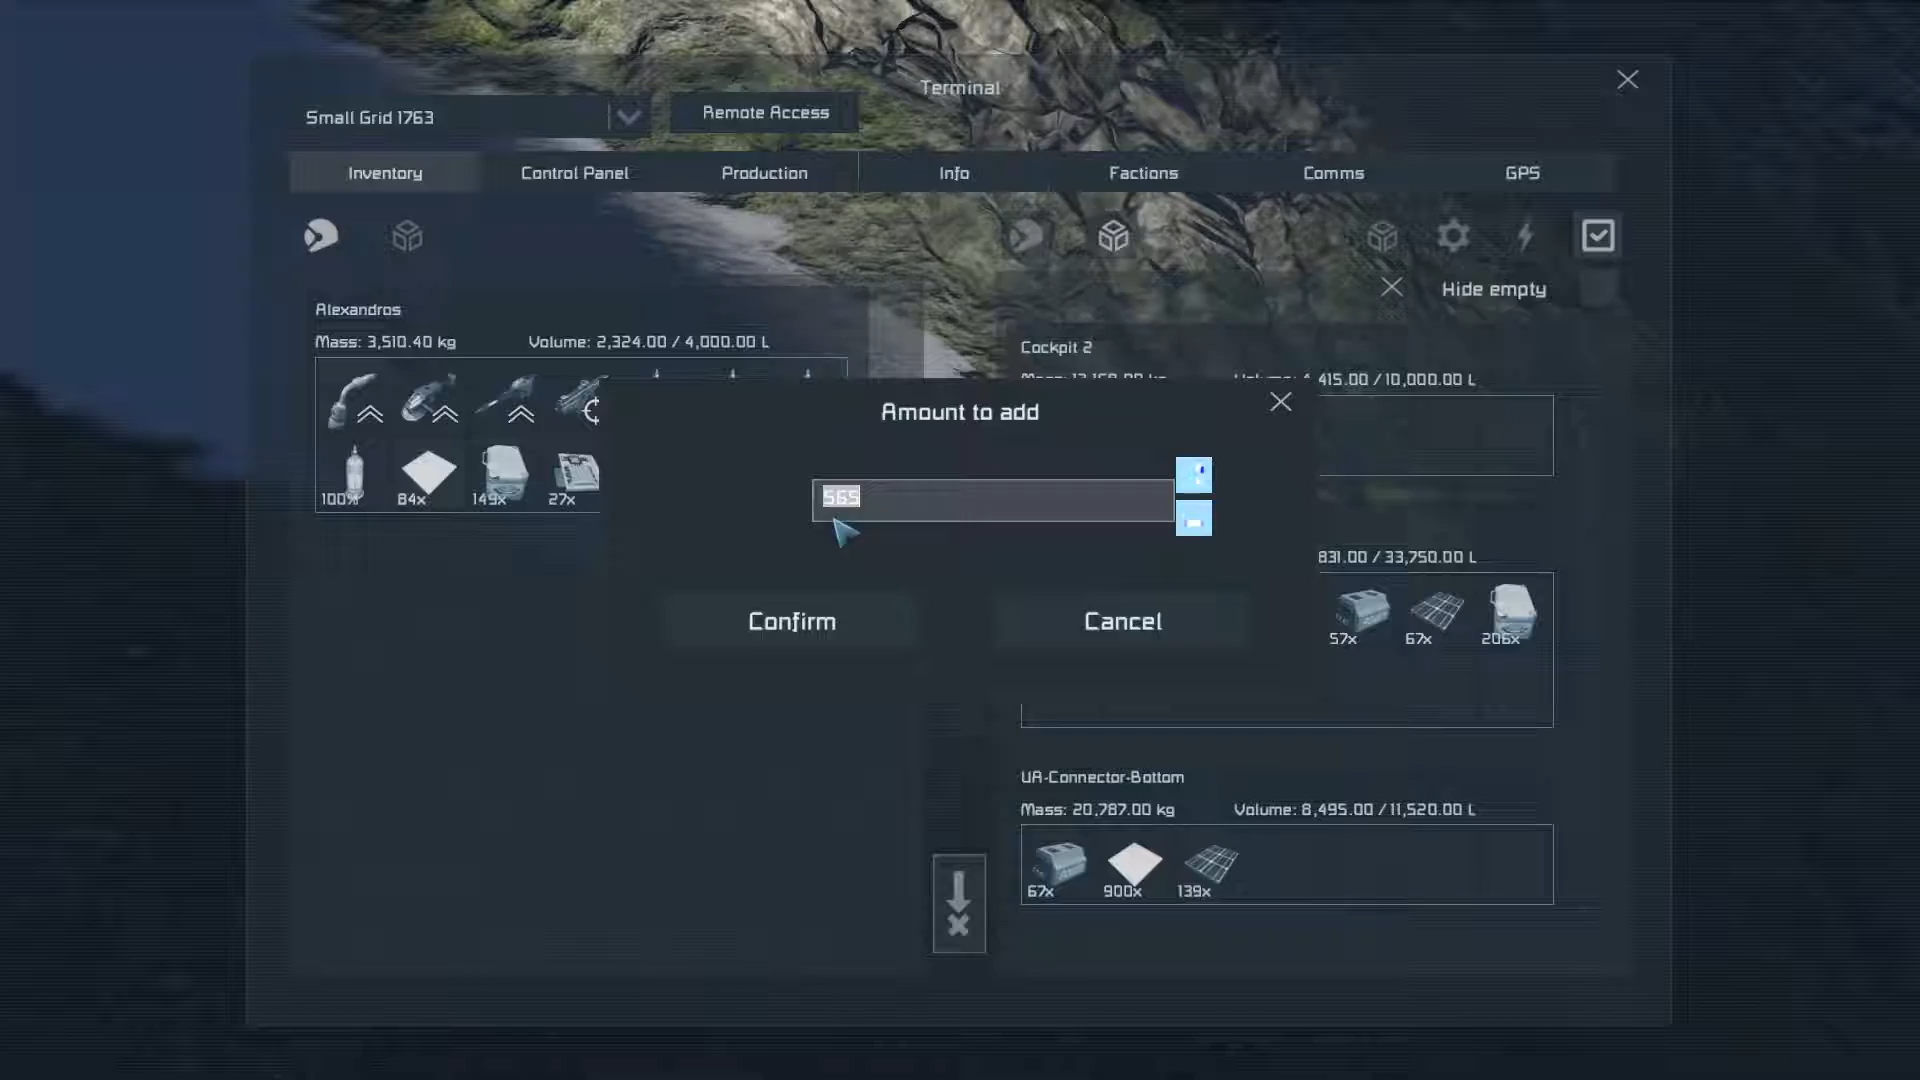 Terminal
Small Grid 1763
Remote Access
Inventory
Control Panel
Production
Info
Factions
Comms
GPS
Hide empty
Alexandros
Mass: 3,510.40 kg
Volume: 2,324.00 / 4,000.00 L
100%
84x
149x
27x
Cockpit 2
415.00 / 10,000.00 L
Amount to add
565
Confirm
Cancel
831.00 / 33,750.00 L
57x
67x
206x
UA-Connector-Bottom
Mass: 20,787.00 kg
Volume: 8,495.00 / 11,520.00 L
67x
900x
139x